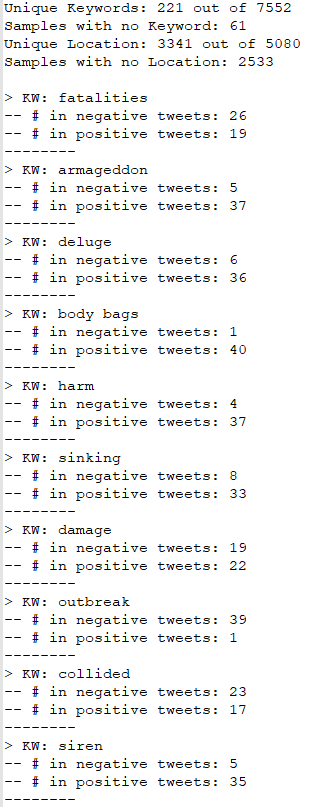 Unique Keywords: 221 out of 7552
Samples with no Keyword: 61
Unique Location: 3341 out of 5080
Samples with no Location: 2533
> KW: fatalities
-- # in negative tweets: 26
-- # in positive tweets: 19
--------
> KW: armageddon
-- # in negative tweets: 5
-- # in positive tweets: 37
--------
> KW: deluge
-- # in negative tweets: 6
-- # in positive tweets: 36
--------
> KW: body bags
-- # in negative tweets: 1
-- # in positive tweets: 40
--------
> KW: harm
-- # in negative tweets: 4
-- # in positive tweets: 37
--------
> KW: sinking
-- # in negative tweets: 8
-- # in positive tweets: 33
--------
> KW: damage
-- # in negative tweets: 19
-- # in positive tweets: 22
--------
> KW: outbreak
-- # in negative tweets: 39
-- # in positive tweets: 1
--------
> KW: collided
-- # in negative tweets: 23
-- # in positive tweets: 17
--------
> KW: siren
-- # in negative tweets: 5
-- # in positive tweets: 35
--------